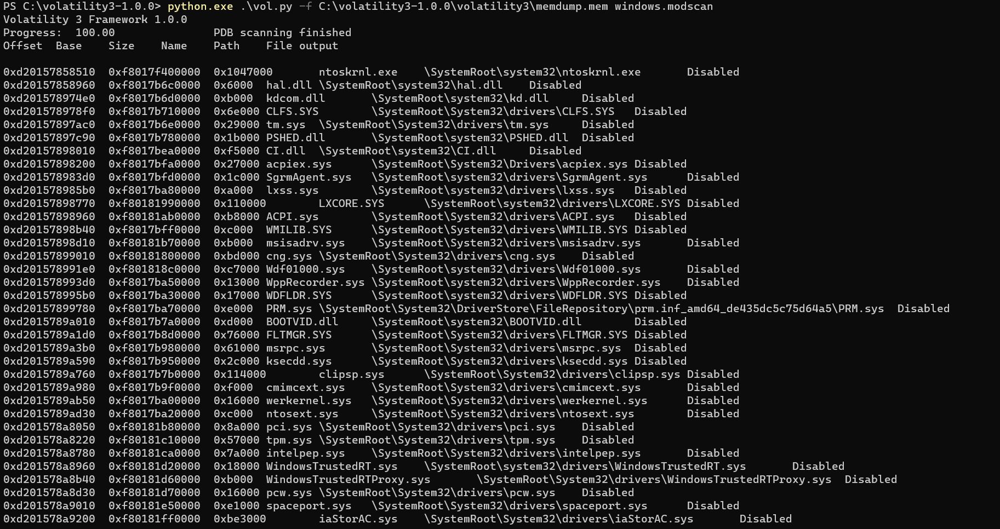 PS C:\volatility3-1.0.0> python.exe .\vol.py -f C:\volatility3-1.0.0\volatility3\memdump.mem windows.modscan
Volatility 3 Framework 1.0.0
Progress:  100.00               PDB scanning finished
Offset  Base    Size    Name    Path    File output

0xd20157858510  0xf8017f400000  0x1047000       ntoskrnl.exe    \SystemRoot\system32\ntoskrnl.exe       Disabled
0xd20157858960  0xf8017b6c0000  0x6000  hal.dll \SystemRoot\system32\hal.dll    Disabled
0xd201578974e0  0xf8017b6d0000  0xb000  kdcom.dll       \SystemRoot\system32\kd.dll     Disabled
0xd201578978f0  0xf8017b710000  0x6e000 CLFS.SYS        \SystemRoot\System32\drivers\CLFS.SYS   Disabled
0xd20157897ac0  0xf8017b6e0000  0x29000 tm.sys  \SystemRoot\System32\drivers\tm.sys     Disabled
0xd20157897c90  0xf8017b780000  0x1b000 PSHED.dll       \SystemRoot\system32\PSHED.dll  Disabled
0xd20157898010  0xf8017bea0000  0xf5000 CI.dll  \SystemRoot\system32\CI.dll     Disabled
0xd20157898200  0xf8017bfa0000  0x27000 acpiex.sys      \SystemRoot\System32\Drivers\acpiex.sys Disabled
0xd201578983d0  0xf8017bfd0000  0x1c000 SgrmAgent.sys   \SystemRoot\system32\drivers\SgrmAgent.sys      Disabled
0xd201578985b0  0xf8017ba80000  0xa000  lxss.sys        \SystemRoot\system32\drivers\lxss.sys   Disabled
0xd20157898770  0xf80181990000  0x110000        LXCORE.SYS      \SystemRoot\system32\drivers\LXCORE.SYS Disabled
0xd20157898960  0xf80181ab0000  0xb8000 ACPI.sys        \SystemRoot\System32\drivers\ACPI.sys   Disabled
0xd20157898b40  0xf8017bff0000  0xc000  WMILIB.SYS      \SystemRoot\System32\drivers\WMILIB.SYS Disabled
0xd20157898d10  0xf80181b70000  0xb000  msisadrv.sys    \SystemRoot\System32\drivers\msisadrv.sys       Disabled
0xd20157899010  0xf80181800000  0xbd000 cng.sys \SystemRoot\System32\drivers\cng.sys    Disabled
0xd201578991e0  0xf801818c0000  0xc7000 Wdf01000.sys    \SystemRoot\system32\drivers\Wdf01000.sys       Disabled
0xd201578993d0  0xf8017ba50000  0x13000 WppRecorder.sys \SystemRoot\system32\drivers\WppRecorder.sys    Disabled
0xd201578995b0  0xf8017ba30000  0x17000 WDFLDR.SYS      \SystemRoot\system32\drivers\WDFLDR.SYS Disabled
0xd20157899780  0xf8017ba70000  0xe000  PRM.sys \SystemRoot\System32\DriverStore\FileRepository\prm.inf_amd64_de435dc5c75d64a5\PRM.sys  Disabled
0xd2015789a010  0xf8017b7a0000  0xd000  BOOTVID.dll     \SystemRoot\system32\BOOTVID.dll        Disabled
0xd2015789a1d0  0xf8017b8d0000  0x76000 FLTMGR.SYS      \SystemRoot\System32\drivers\FLTMGR.SYS Disabled
0xd2015789a3b0  0xf8017b980000  0x61000 msrpc.sys       \SystemRoot\System32\drivers\msrpc.sys  Disabled
0xd2015789a590  0xf8017b950000  0x2c000 ksecdd.sys      \SystemRoot\System32\drivers\ksecdd.sys Disabled
0xd2015789a760  0xf8017b7b0000  0x114000        clipsp.sys      \SystemRoot\System32\drivers\clipsp.sys Disabled
0xd2015789a980  0xf8017b9f0000  0xf000  cmimcext.sys    \SystemRoot\System32\drivers\cmimcext.sys       Disabled
0xd2015789ab50  0xf8017ba00000  0x16000 werkernel.sys   \SystemRoot\System32\drivers\werkernel.sys      Disabled
0xd2015789ad30  0xf8017ba20000  0xc000  ntosext.sys     \SystemRoot\System32\drivers\ntosext.sys        Disabled
0xd201578a8050  0xf80181b80000  0x8a000 pci.sys \SystemRoot\System32\drivers\pci.sys    Disabled
0xd201578a8220  0xf80181c10000  0x57000 tpm.sys \SystemRoot\System32\drivers\tpm.sys    Disabled
0xd201578a8780  0xf80181ca0000  0x7a000 intelpep.sys    \SystemRoot\System32\drivers\intelpep.sys       Disabled
0xd201578a8960  0xf80181d20000  0x18000 WindowsTrustedRT.sys    \SystemRoot\system32\drivers\WindowsTrustedRT.sys       Disabled
0xd201578a8b40  0xf80181d60000  0xb000  WindowsTrustedRTProxy.sys       \SystemRoot\System32\drivers\WindowsTrustedRTProxy.sys  Disabled
0xd201578a8d30  0xf80181d70000  0x16000 pcw.sys \SystemRoot\System32\drivers\pcw.sys    Disabled
0xd201578a9010  0xf80181e50000  0xe1000 spaceport.sys   \SystemRoot\System32\drivers\spaceport.sys      Disabled
0xd201578a9200  0xf80181ff0000  0xbe3000        iaStorAC.sys    \SystemRoot\System32\drivers\iaStorAC.sys       Disabled